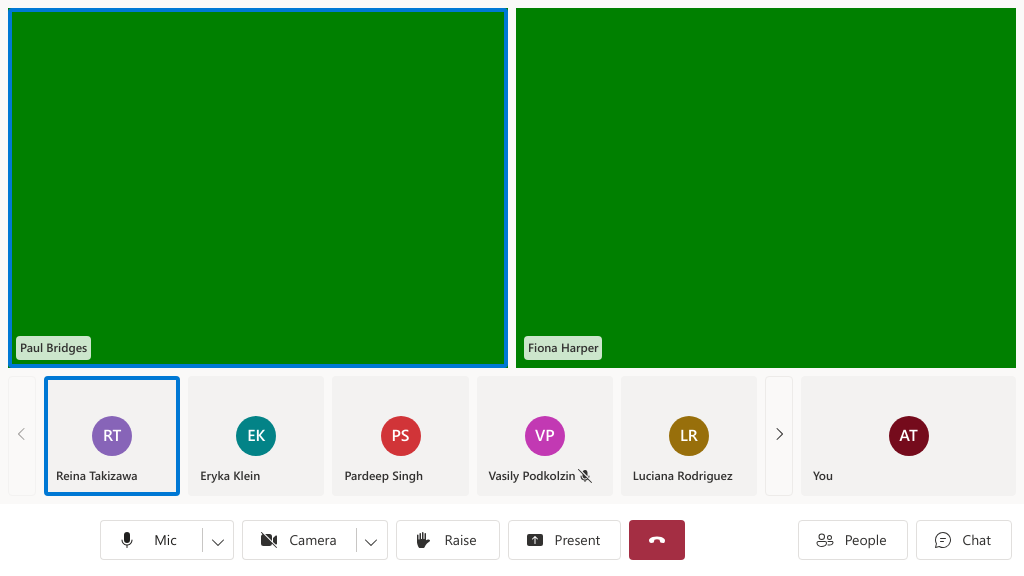 Paul Bridges
Fiona Harper
RT
Reina Takizawa
EK
Eryka Klein
PS
Pardeep Singh
VP
Vasily Podkolzin
LR
Luciana Rodriguez
AT
You
Mic
Camera
Raise
Present
People
Chat